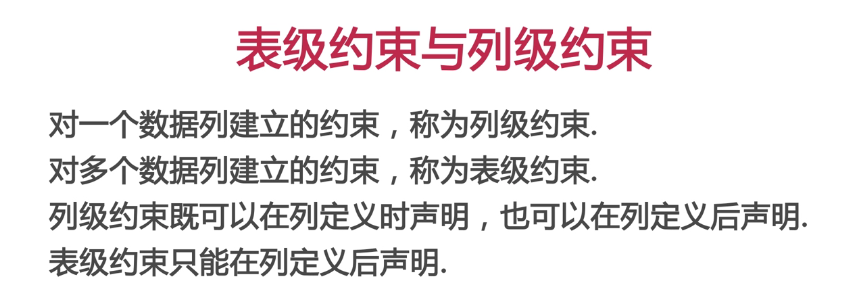 表级约束与列级约束
对一个数据列建立的约束，称为列级约束.
对多个数据列建立的约束，称为表级约束.
列级约束既可以在列定义时声明，也可以在列定义后声明.
表级约束只能在列定义后声明.